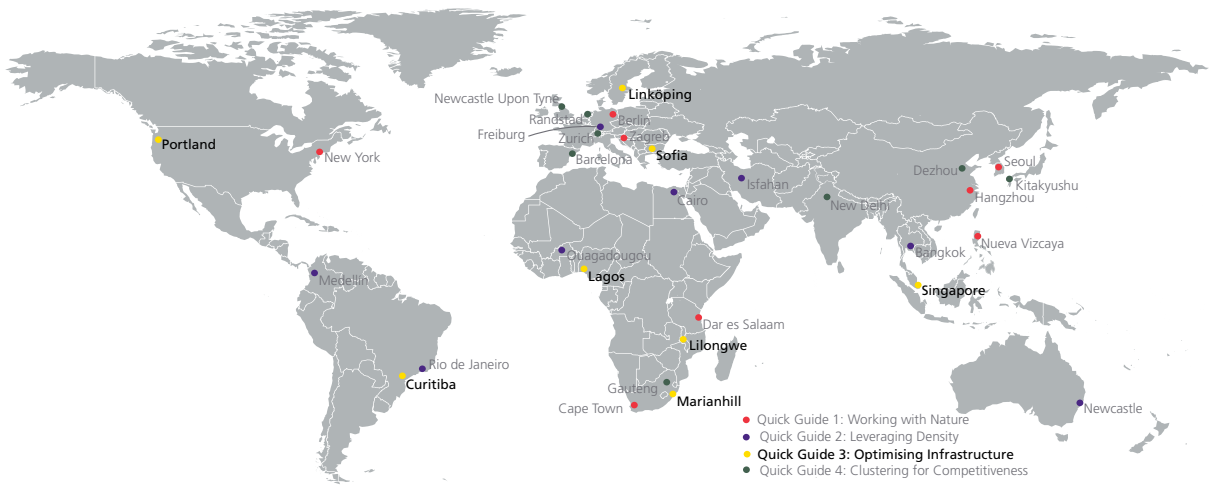 Linköping
Newcastle Upon Tyne
Randstad
Berlin
Freiburg
Zurich
Zagreb
Portland
Sofia
New York
Barcelona
Seoul
Dezhou
Isfahan
Kitakyushu
Hangzhou
Cairo
New Delhi
Nueva Vizcaya
Bangkok
Ouagadougou
Lagos
Medellín
Singapore
Dar es Salaam
Lilongwe
Rio de Janeiro
Curitiba
Gauteng
Marianhill
Cape Town
Newcastle
Quick Guide 1: Working with Nature
Quick Guide 2: Leveraging Density
Quick Guide 3: Optimising Infrastructure
Quick Guide 4: Clustering for Competitiveness